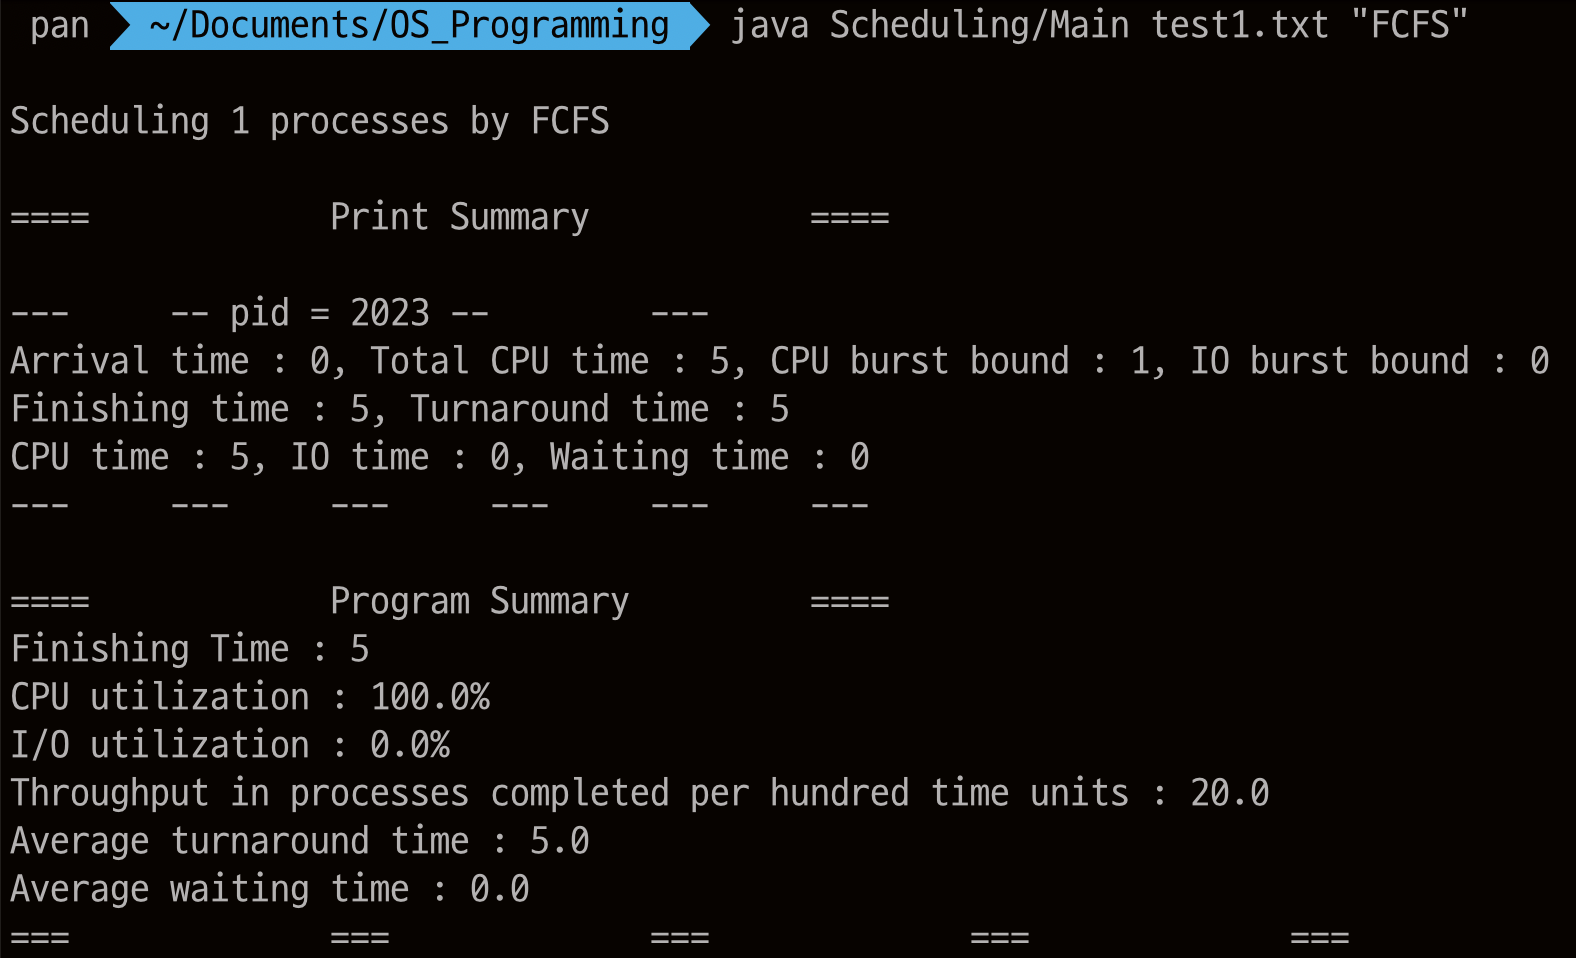 pan ~/Documents/OS_Programming java Scheduling/Main test1.txt "FCFS"
Scheduling 1 processes by FCFS
==== Print Summary ====
--- -- pid = 2023 -- ---
Arrival time : 0, Total CPU time : 5, CPU burst bound : 1, IO burst bound : 0
Finishing time : 5, Turnaround time : 5
CPU time : 5, IO time : 0, Waiting time : 0
--- --- --- --- --- ---
==== Program Summary ====
Finishing Time : 5
CPU utilization : 100.0%
I/O utilization : 0.0%
Throughput in processes completed per hundred time units : 20.0
Average turnaround time : 5.0
Average waiting time : 0.0
=== === === === ===